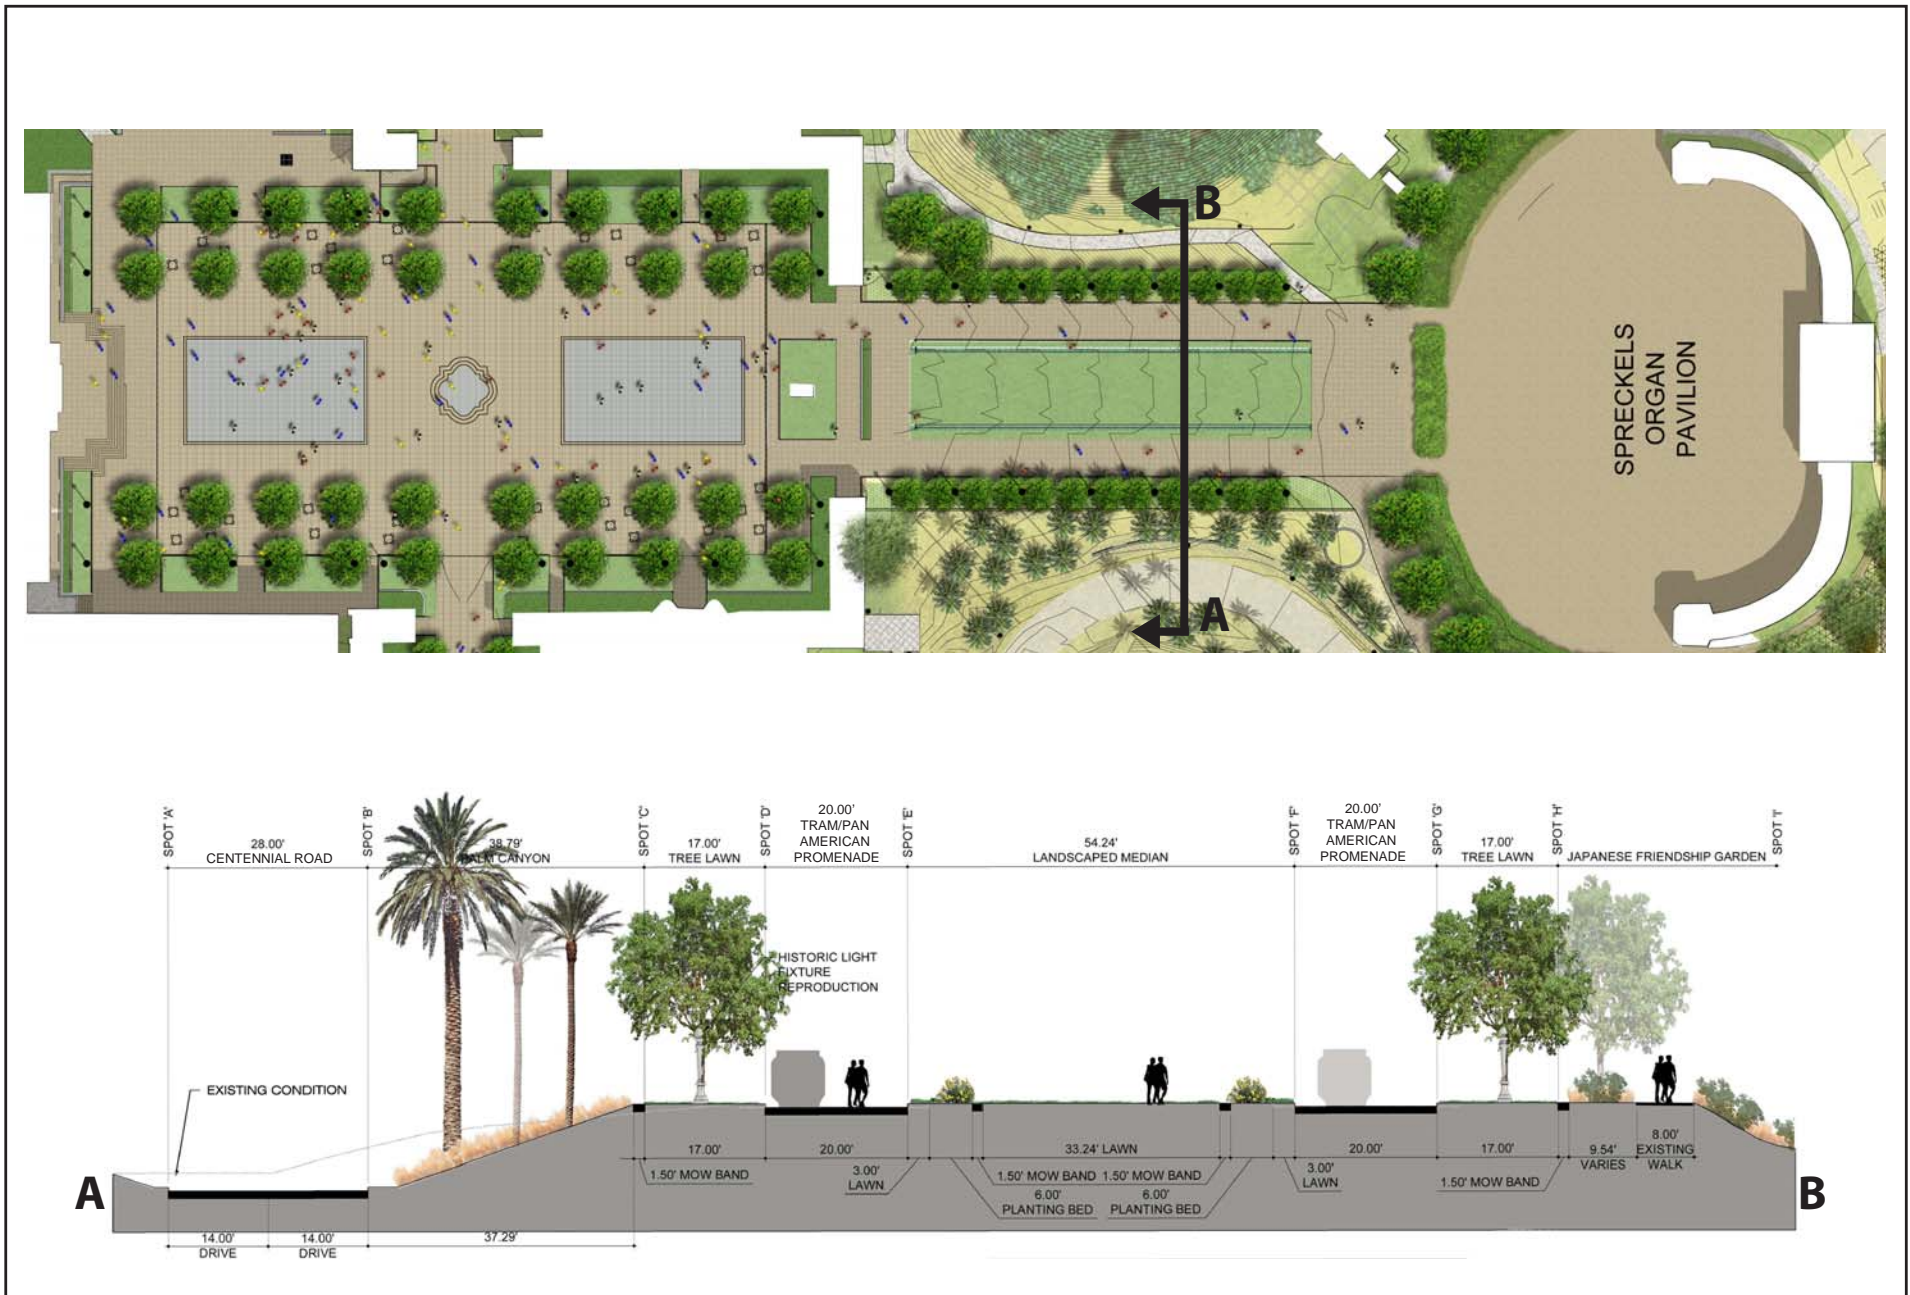 B
A
SPRECKELS
ORGAN
PAVILION
SPOT 'A'
28.00'
CENTENNIAL ROAD
SPOT 'B'
38.79'
PALM CANYON
SPOT 'C'
17.00'
TREE LAWN
SPOT 'D'
20.00'
TRAM/PAN
AMERICAN
PROMENADE
SPOT 'E'
54.24'
LANDSCAPED MEDIAN
SPOT 'F'
20.00'
TRAM/PAN
AMERICAN
PROMENADE
SPOT 'G'
17.00'
TREE LAWN
SPOT 'H'
JAPANESE FRIENDSHIP GARDEN
SPOT 'I'
HISTORIC LIGHT
FIXTURE
REPRODUCTION
EXISTING CONDITION
17.00'
20.00'
33.24' LAWN
20.00'
17.00'
9.54'
VARIES
8.00'
EXISTING
WALK
1.50' MOW BAND
3.00'
LAWN
1.50' MOW BAND 1.50' MOW BAND
3.00'
LAWN
1.50' MOW BAND
6.00'
PLANTING BED
6.00'
PLANTING BED
A
B
14.00'
DRIVE
14.00'
DRIVE
37.29'